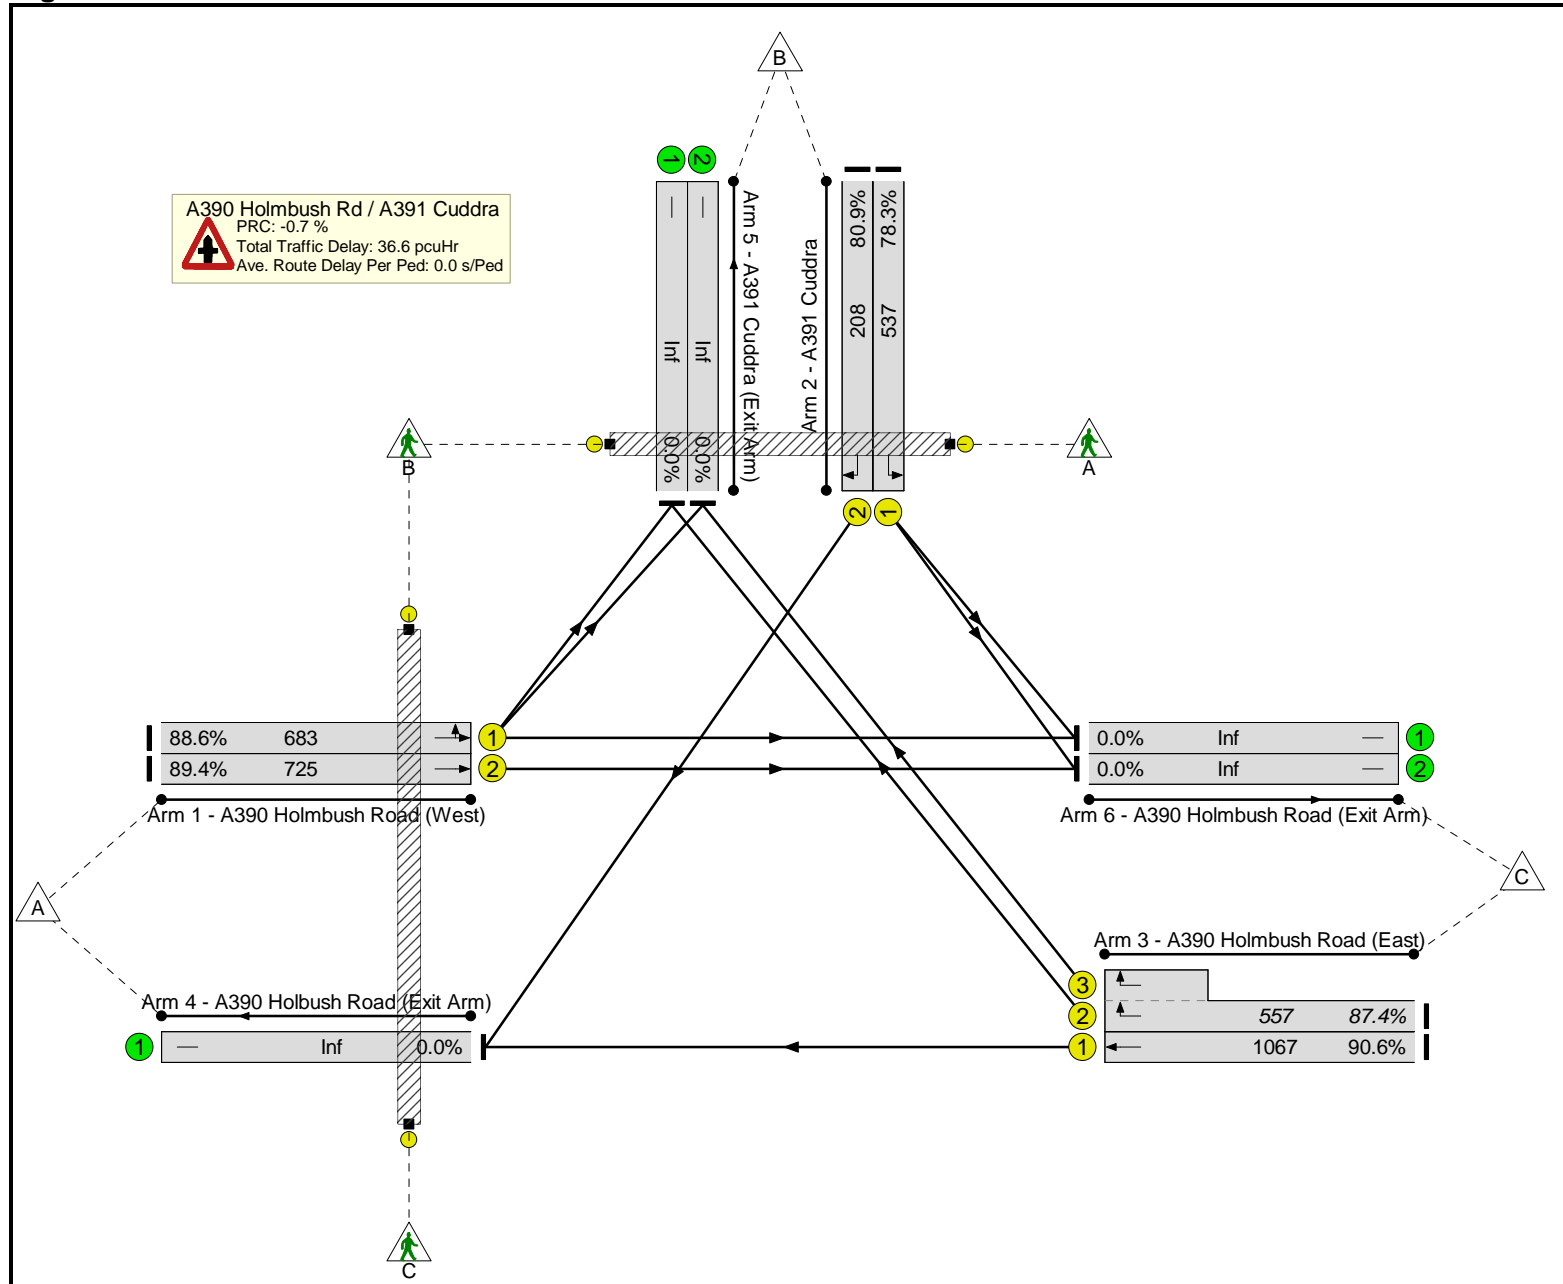 B
A390 Holmbush Rd / A391 Cuddra
PRC: -0.7 %
Total Traffic Delay: 36.6 pcuHr
Ave. Route Delay Per Ped: 0.0 s/Ped
1
2
—
—
Inf
Inf
0.0%
0.0%
Arm 5 - A391 Cuddra (Exit Arm)
Arm 2 - A391 Cuddra
80.9%
78.3%
208
537
2
1
B
A
88.6% 683
1
89.4% 725
2
Arm 1 - A390 Holmbush Road (West)
0.0% Inf —
1
0.0% Inf —
2
Arm 6 - A390 Holmbush Road (Exit Arm)
A
C
Arm 3 - A390 Holmbush Road (East)
3
2
557 87.4%
1
1067 90.6%
Arm 4 - A390 Holbush Road (Exit Arm)
1
— Inf 0.0%
C